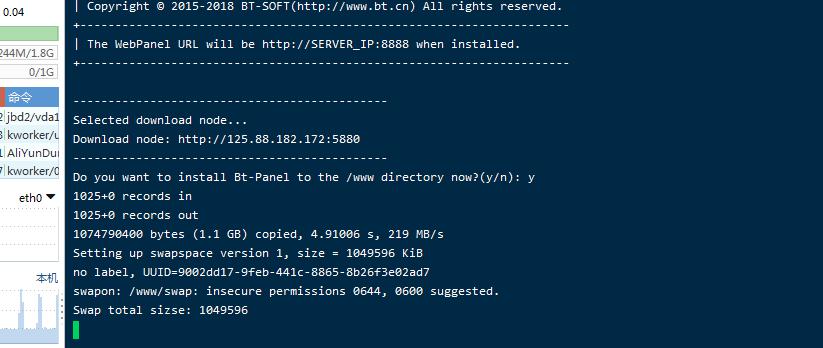 0.04
244M/1.8G
0/1G
命令
jbd2/vda1
kworker/u
AliYunDun
kworker/0
eth0
本机
| Copyright © 2015-2018 BT-SOFT(http://www.bt.cn) All rights reserved.
+----------------------------------------------------------------------
| The WebPanel URL will be http://SERVER_IP:8888 when installed.
+----------------------------------------------------------------------
---------------------------------------------
Selected download node...
Download node: http://125.88.182.172:5880
---------------------------------------------
Do you want to install Bt-Panel to the /www directory now?(y/n): y
1025+0 records in
1025+0 records out
1074790400 bytes (1.1 GB) copied, 4.91006 s, 219 MB/s
Setting up swapspace version 1, size = 1049596 KiB
no label, UUID=9002dd17-9feb-441c-8865-8b26f3e02ad7
swapon: /www/swap: insecure permissions 0644, 0600 suggested.
Swap total sizse: 1049596